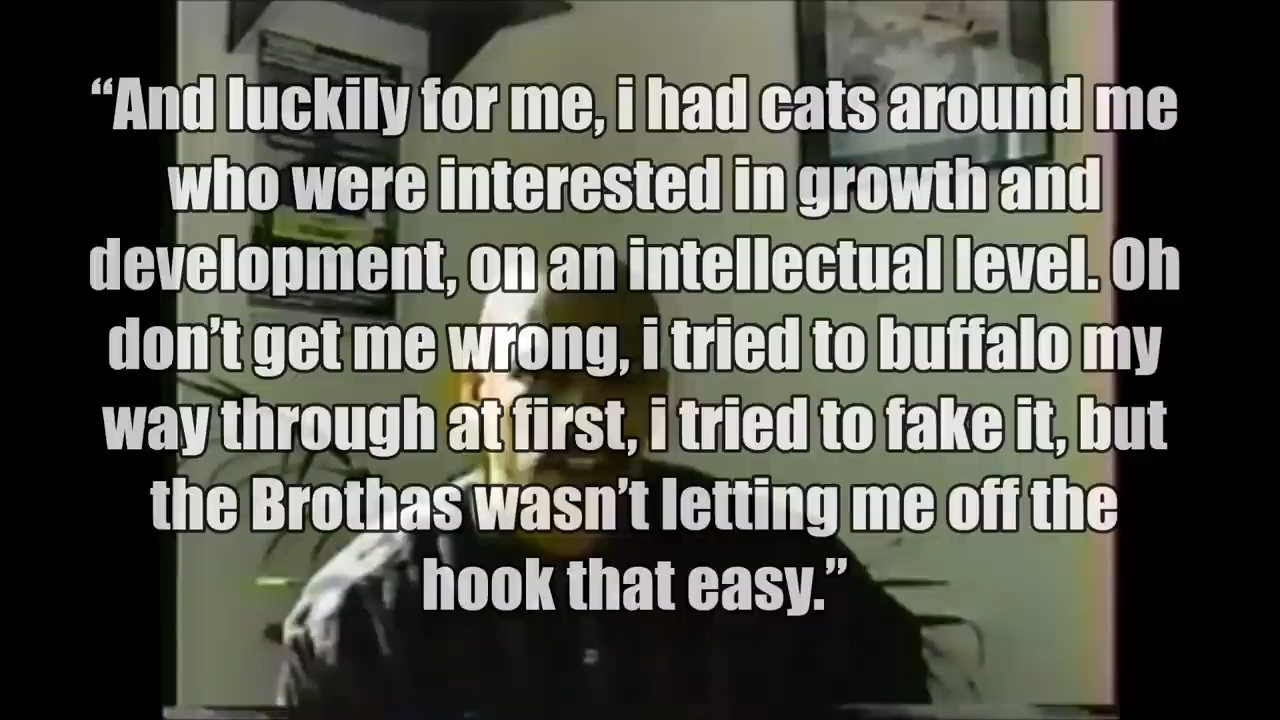 “And luckily for me, i had cats around me
who were interested in growth and
development, on an intellectual level. Oh
don’t get me wrong, i tried to buffalo my
way through at first, i tried to fake it, but
the Brothas wasn’t letting me off the
hook that easy.”